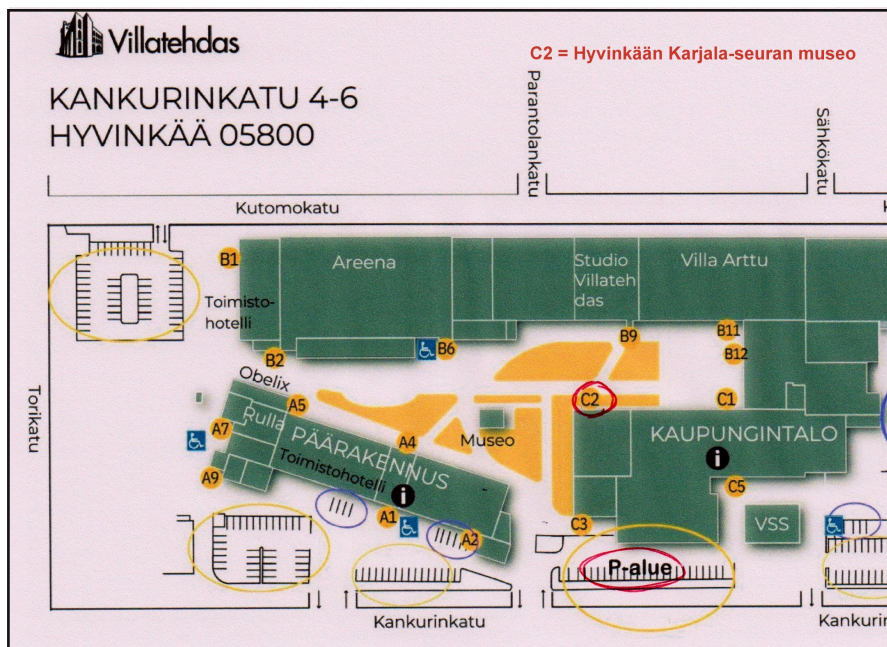 Villatehdas
C2 = Hyvinkään Karjala-seuran museo
KANKURINKATU 4-6
HYVINKÄÄ 05800
Parantolankatu
Sähkökatu
Kutomokatu
B1
Areena
Studio
Villateh
das
Villa Arttu
Toimisto-
hotelli
B2
B6
B9
B11
B12
Obelix
A5
C2
C1
Torikatu
Rulla
A7
PÄÄRAKENNUS
A4
Museo
KAUPUNGINTALO
Toimistohotelli
i
i
A9
C5
A1
A2
C3
VSS
P-alue
Kankurinkatu